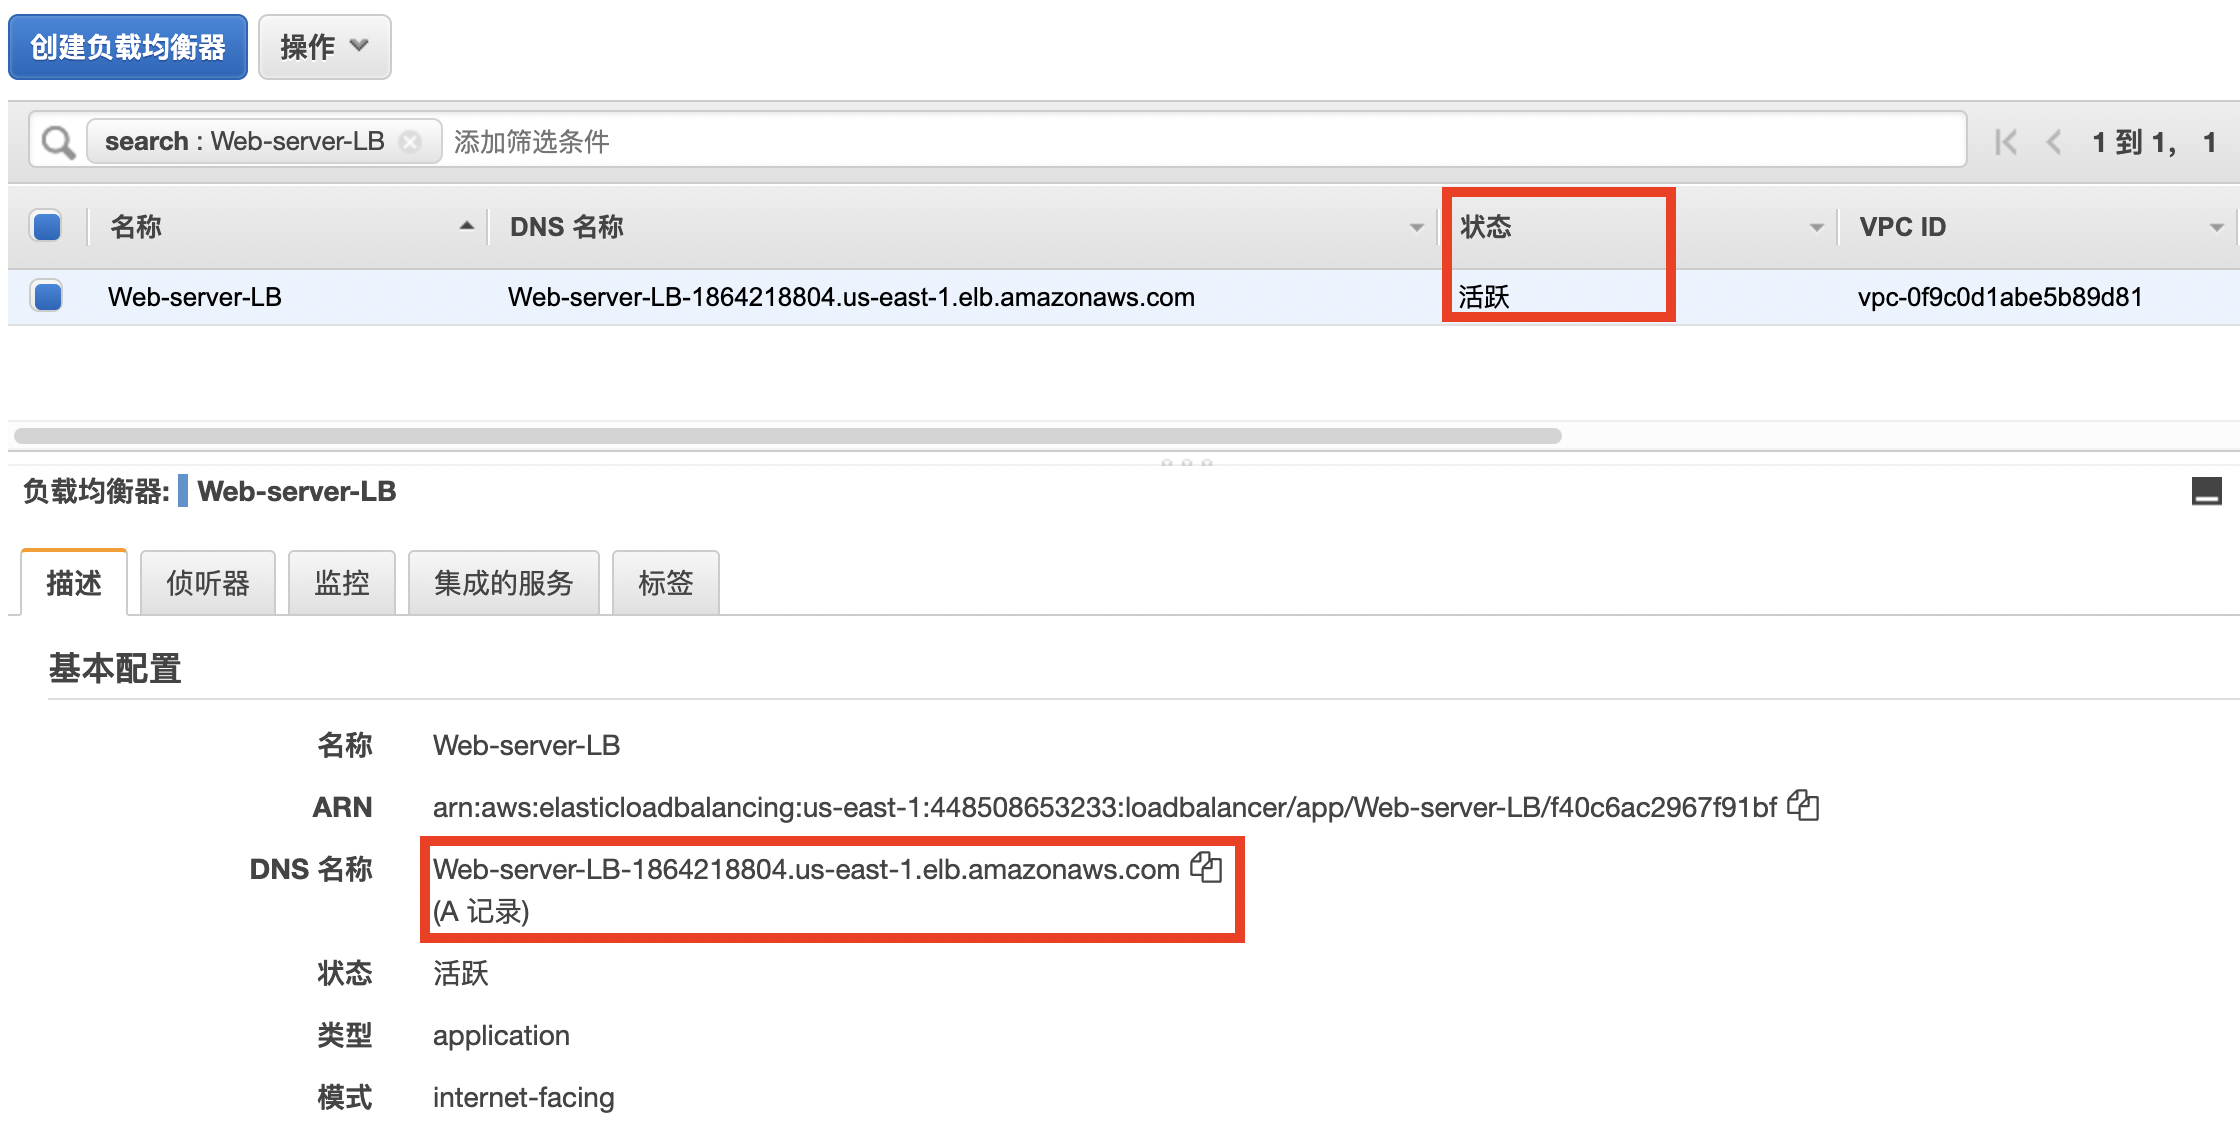 创建负载均衡器 操作
search : Web-server-LB 添加筛选条件 1 到 1， 1
名称 DNS 名称 状态 VPC ID
Web-server-LB Web-server-LB-1864218804.us-east-1.elb.amazonaws.com 活跃 vpc-0f9c0d1abe5b89d81
负载均衡器: Web-server-LB
描述 侦听器 监控 集成的服务 标签
基本配置
名称 Web-server-LB
ARN arn:aws:elasticloadbalancing:us-east-1:448508653233:loadbalancer/app/Web-server-LB/f40c6ac2967f91bf
DNS 名称 Web-server-LB-1864218804.us-east-1.elb.amazonaws.com
(A 记录)
状态 活跃
类型 application
模式 internet-facing